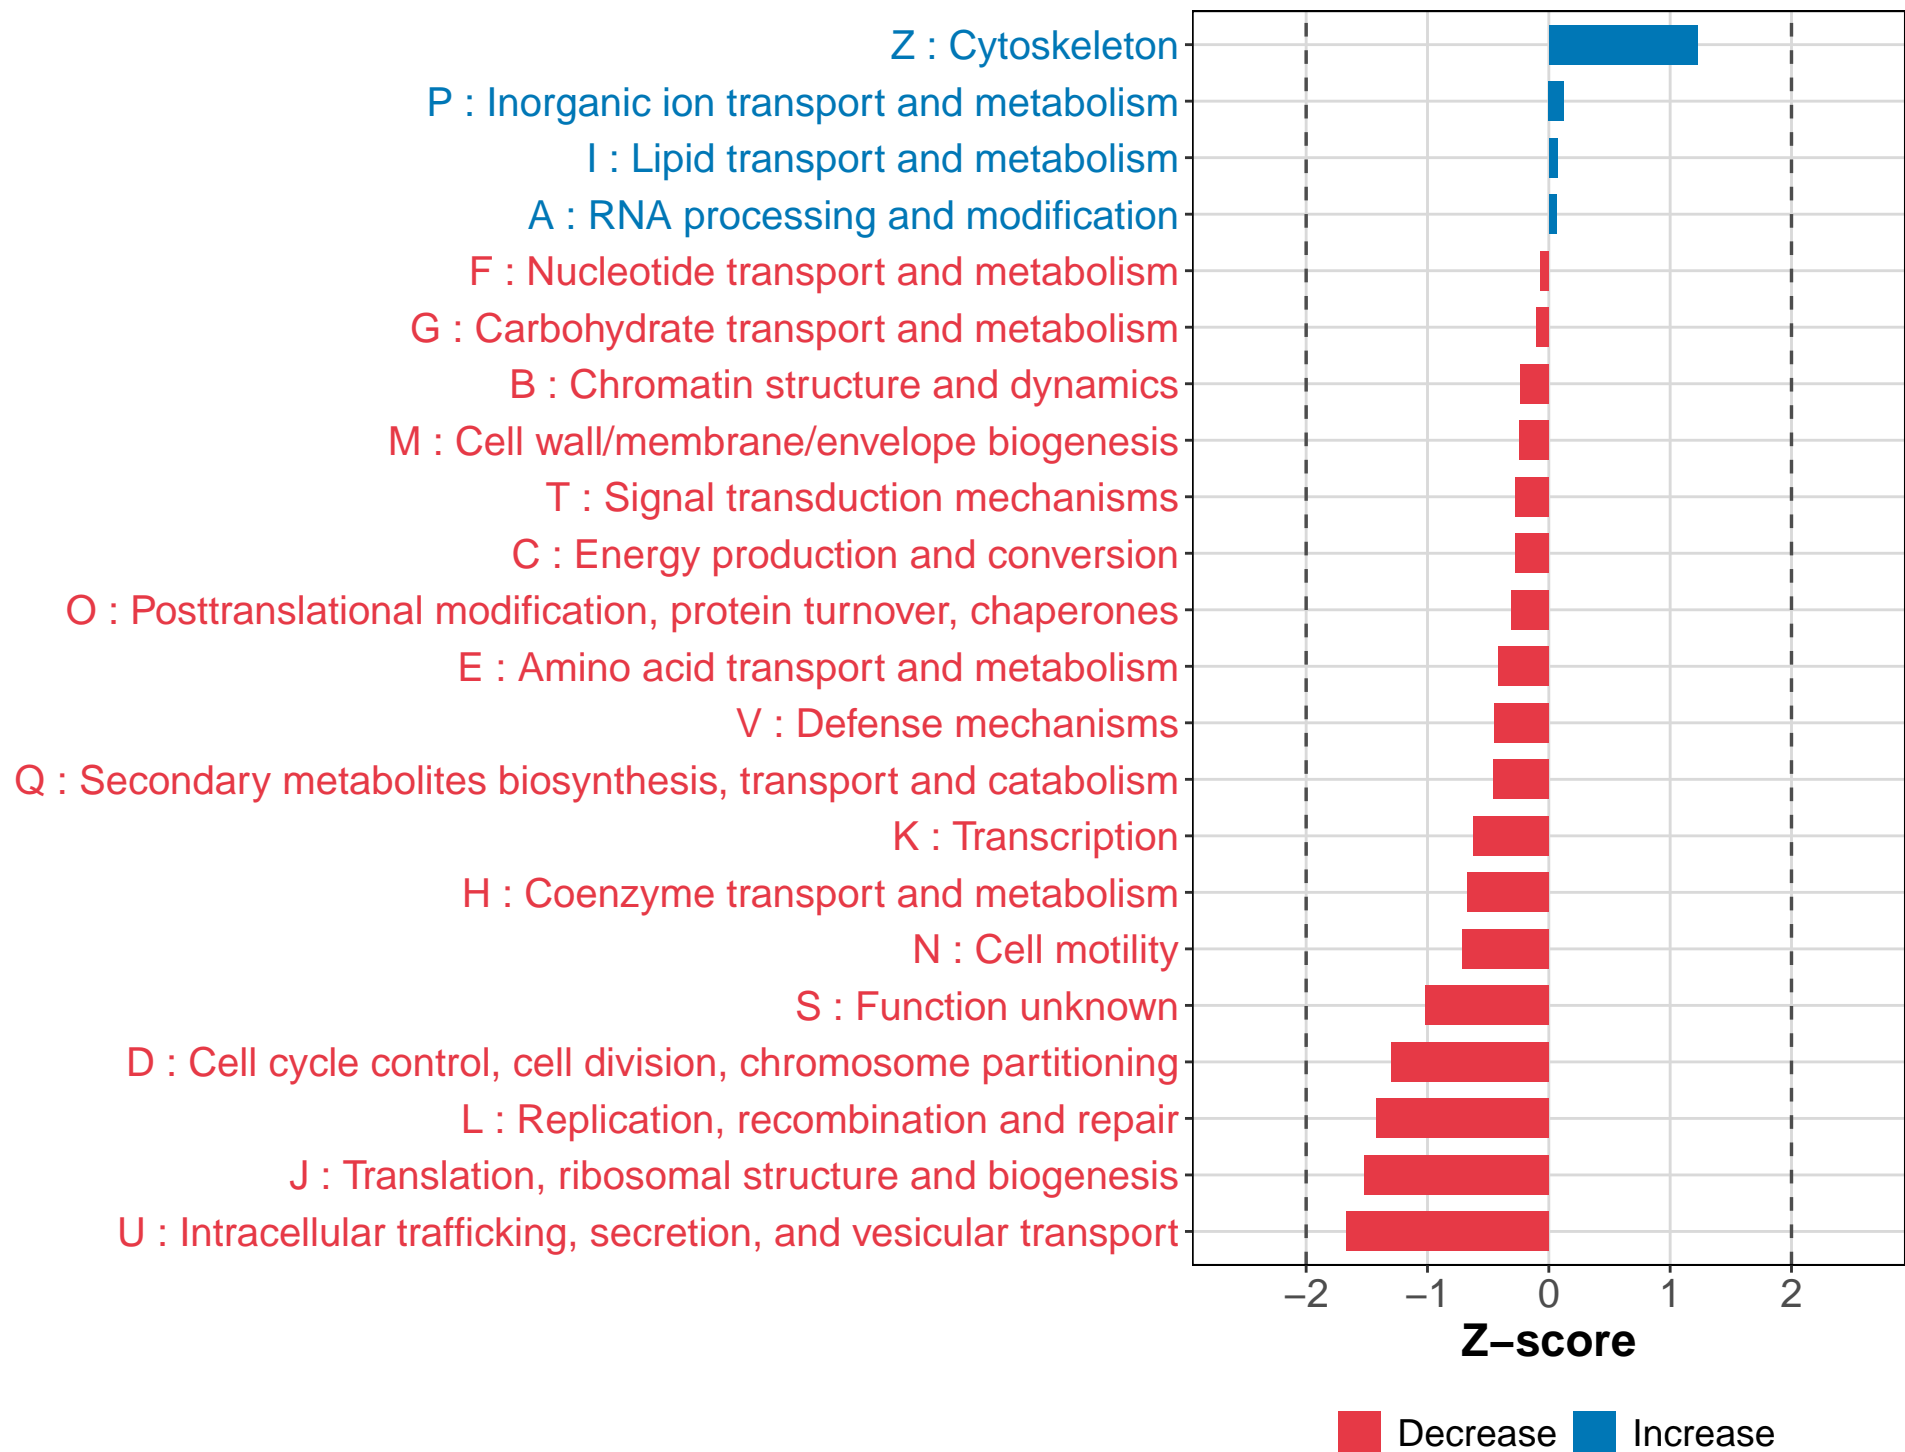 Z : Cytoskeleton
P : Inorganic ion transport and metabolism
I : Lipid transport and metabolism
A : RNA processing and modification
F : Nucleotide transport and metabolism
G : Carbohydrate transport and metabolism
B : Chromatin structure and dynamics
M : Cell wall/membrane/envelope biogenesis
T : Signal transduction mechanisms
C : Energy production and conversion
O : Posttranslational modification, protein turnover, chaperones
E : Amino acid transport and metabolism
V : Defense mechanisms
Q : Secondary metabolites biosynthesis, transport and catabolism
K : Transcription
H : Coenzyme transport and metabolism
N : Cell motility
S : Function unknown
D : Cell cycle control, cell division, chromosome partitioning
L : Replication, recombination and repair
J : Translation, ribosomal structure and biogenesis
U : Intracellular trafficking, secretion, and vesicular transport
−2 −1 0 1 2
Z−score
Decrease Increase